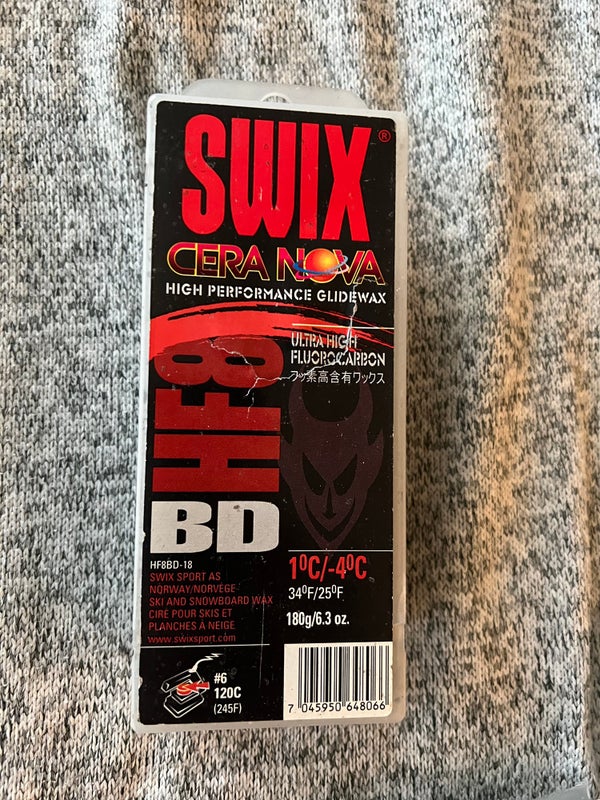 SWIX®
CERA NOVA
HIGH PERFORMANCE GLIDEWAX
ULTRA HIGH
FLUOROCARBON
フッ素高含有ワックス
HF8
BD
HF8BD-18
SWIX SPORT AS
NORWAY/NORVEGE
SKI AND SNOWBOARD WAX
CIRÉ POUR SKIS ET
PLANCHES À NEIGE
www.swixsport.com
1⁰C/-4⁰C
34⁰F/25⁰F
180g/6.3 oz.
#6
120C
(245F)
7 045950 648066